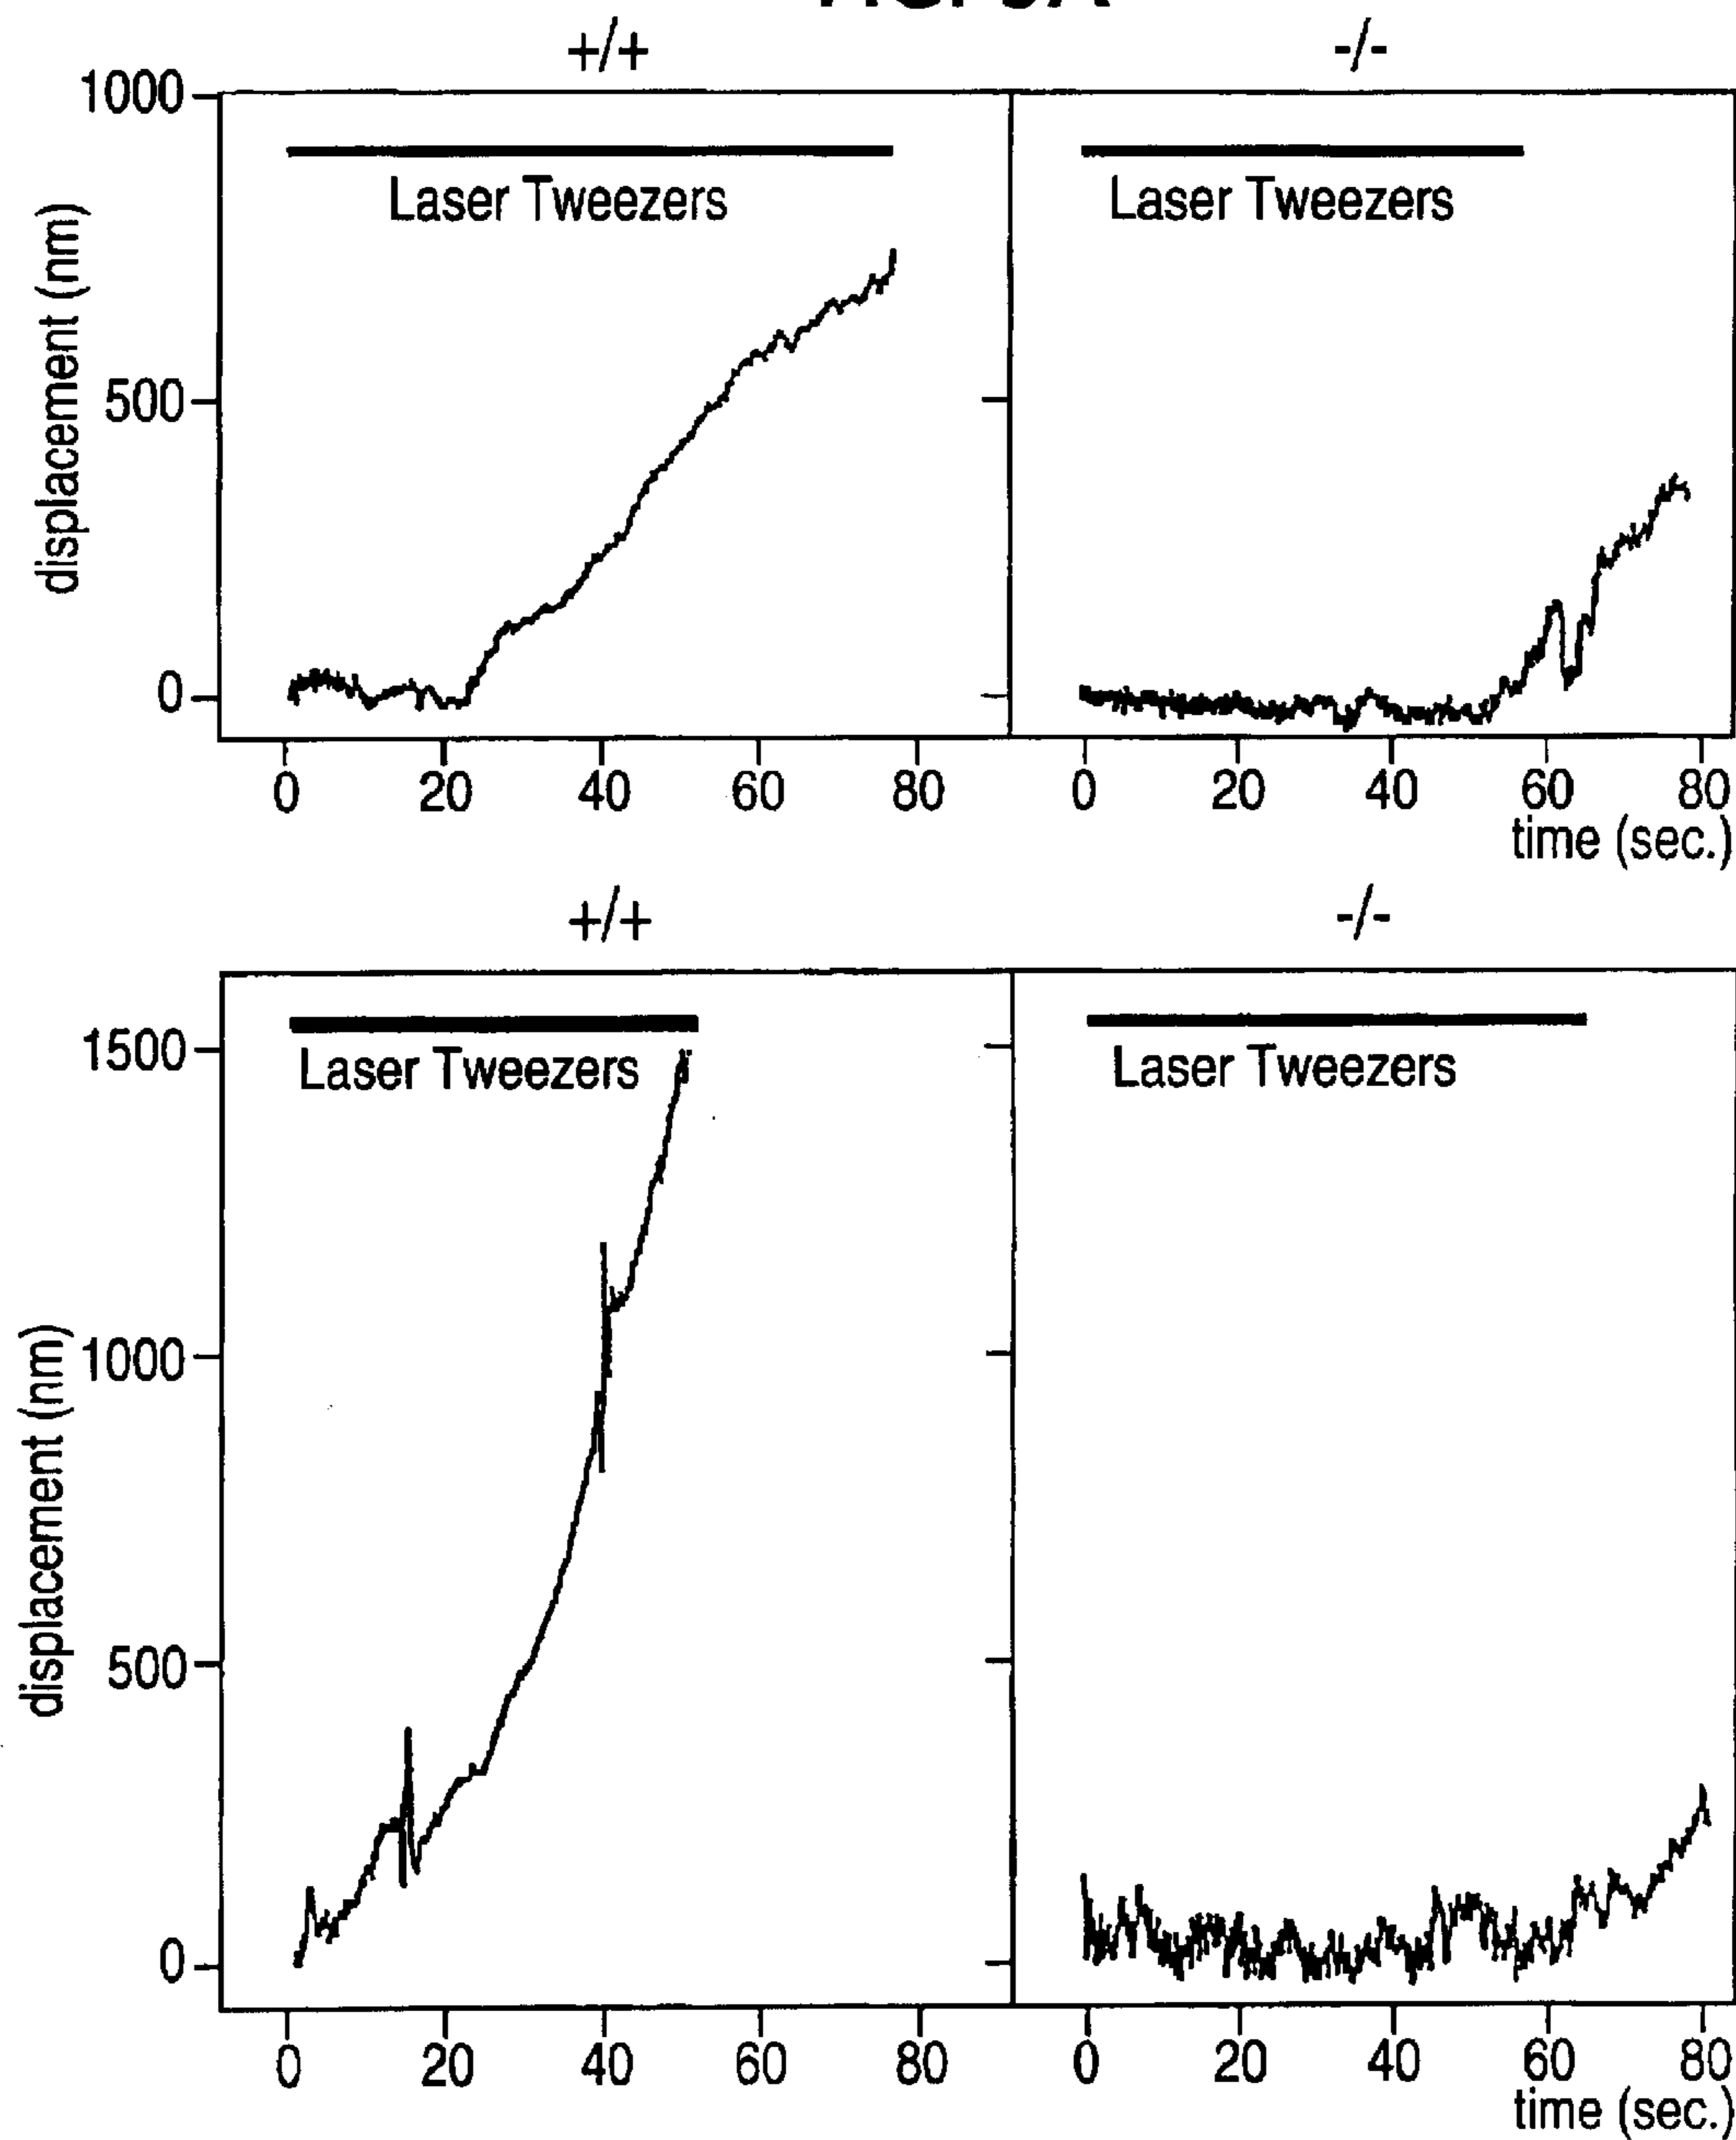 +/+ -/-
1000
Laser Tweezers Laser Tweezers
displacement (nm)
500
0
0 20 40 60 80 0 20 40 60 80
time (sec.)
+/+ -/-
1500
Laser Tweezers Laser Tweezers
1000
displacement (nm)
500
0
0 20 40 60 80 0 20 40 60 80
time (sec.)